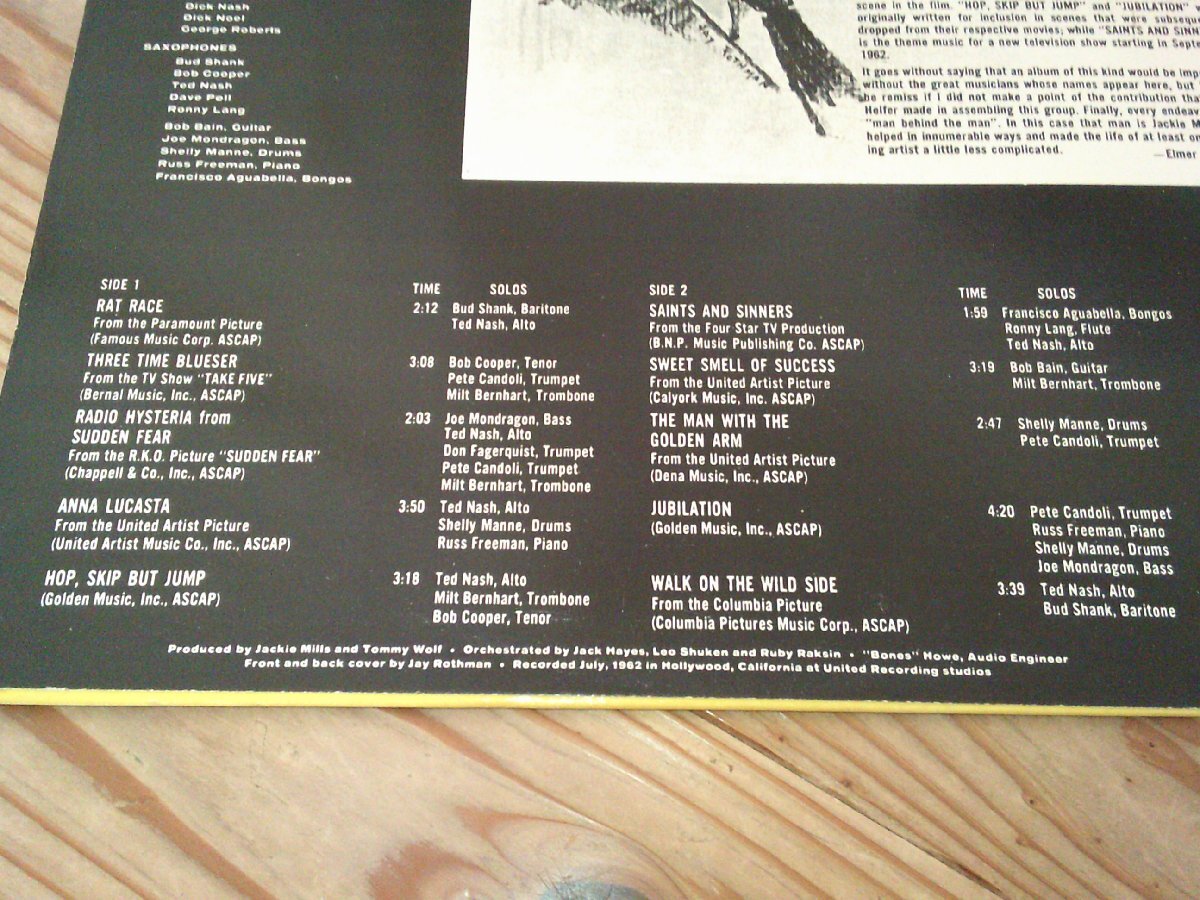 Dick Nash
Dick Noel
George Roberts
SAXOPHONES
Bud Shank
Bob Cooper
Ted Nash
Dave Pell
Ronny Lang
Bob Bain, Guitar
Joe Mondragon, Bass
Shelly Manne, Drums
Russ Freeman, Piano
Francisco Aguabella, Bongos
scene in the film. "HOP, SKIP BUT JUMP" and "JUBILATION"
originally written for inclusion in scenes that were
dropped from their respective movies; while "SAINTS AND
is the theme music for a new television show starting in
1962.
It goes without saying that an album of this kind would be
without the great musicians whose names appear here, but
be remiss if I did not make a point of the contribution
Helfer made in assembling this group. Finally, every
"man behind the man". In this case that man is Jackie
helped in innumerable ways and made the life of at least
ing artist a little less complicated.
—Elmer
SIDE 1 TIME SOLOS
RAT RACE 2:12 Bud Shank, Baritone
From the Paramount Picture Ted Nash, Alto
(Famous Music Corp. ASCAP)
THREE TIME BLUESER 3:08 Bob Cooper, Tenor
From the TV Show "TAKE FIVE" Pete Candoli, Trumpet
(Bernal Music, Inc., ASCAP) Milt Bernhart, Trombone
RADIO HYSTERIA from 2:03 Joe Mondragon, Bass
SUDDEN FEAR Ted Nash, Alto
From the R.K.O. Picture "SUDDEN FEAR" Don Fagerquist, Trumpet
(Chappell & Co., Inc., ASCAP) Pete Candoli, Trumpet
Milt Bernhart, Trombone
ANNA LUCASTA 3:50 Ted Nash, Alto
From the United Artist Picture Shelly Manne, Drums
(United Artist Music Co., Inc., ASCAP) Russ Freeman, Piano
HOP, SKIP BUT JUMP 3:18 Ted Nash, Alto
(Golden Music, Inc., ASCAP) Milt Bernhart, Trombone
Bob Cooper, Tenor
SIDE 2 TIME SOLOS
SAINTS AND SINNERS 1:59 Francisco Aguabella, Bongos
From the Four Star TV Production Ronny Lang, Flute
(B.N.P. Music Publishing Co. ASCAP) Ted Nash, Alto
SWEET SMELL OF SUCCESS 3:19 Bob Bain, Guitar
From the United Artist Picture Milt Bernhart, Trombone
(Calyork Music, Inc. ASCAP)
THE MAN WITH THE 2:47 Shelly Manne, Drums
GOLDEN ARM Pete Candoli, Trumpet
From the United Artist Picture
(Dena Music, Inc., ASCAP)
JUBILATION 4:20 Pete Candoli, Trumpet
(Golden Music, Inc., ASCAP) Russ Freeman, Piano
Shelly Manne, Drums
Joe Mondragon, Bass
WALK ON THE WILD SIDE 3:39 Ted Nash, Alto
From the Columbia Picture Bud Shank, Baritone
(Columbia Pictures Music Corp., ASCAP)
Produced by Jackie Mills and Tommy Wolf • Orchestrated by Jack Hayes, Leo Shuken and Ruby Raksin • "Bones" Howe, Audio Engineer
Front and back cover by Jay Rothman • Recorded July, 1962 in Hollywood, California at United Recording studios